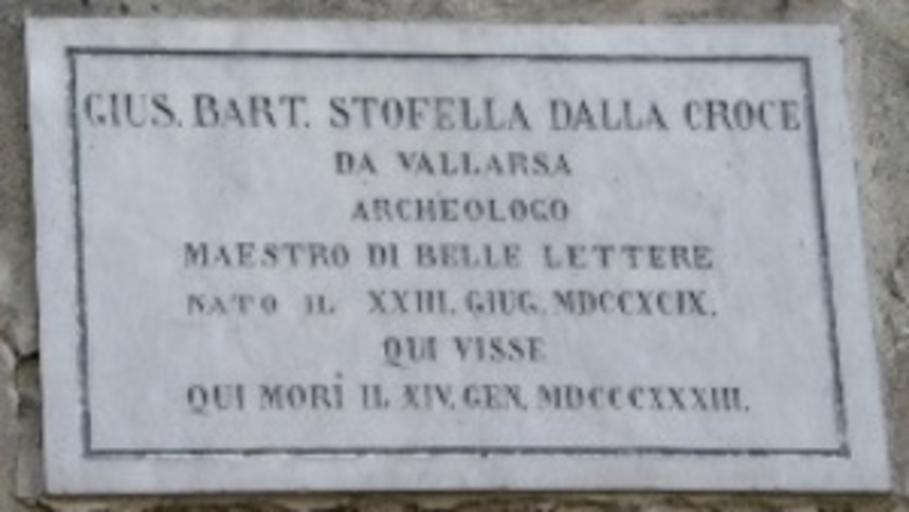 GIUS. BART. STOFELLA DALLA CROCE
DA VALLARSA
ARCHEOLOGO
MAESTRO DI BELLE LETTERE
NATO IL XXIII. GIUG. MDCCXCIX.
QUI VISSE
QUI MORÌ IL XIV. GEN. MDCCCXXXIII.